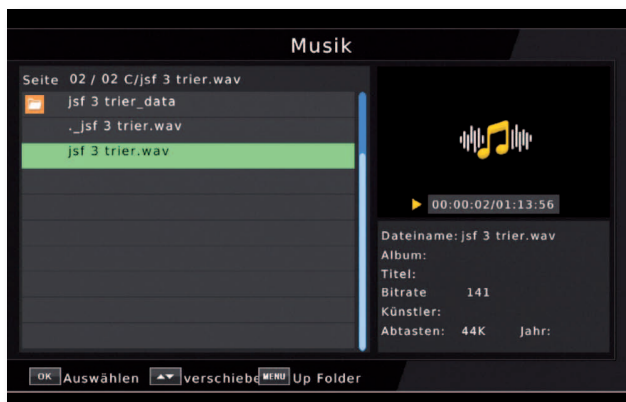 Musik
Seite 02 / 02 C/jsf 3 trier.wav
jsf 3 trier_data
._jsf 3 trier.wav
jsf 3 trier.wav
00:00:02/01:13:56
Dateiname: jsf 3 trier.wav
Album:
Titel:
Bitrate 141
Künstler:
Abtasten: 44K Jahr:
OK Auswählen ▲▼ verschiebe MENU Up Folder